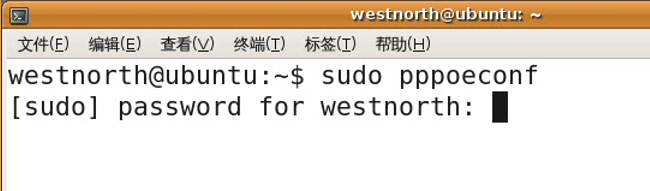 westnorth@ubuntu: ~
文件(F) 编辑(E) 查看(V) 终端(T) 标签(T) 帮助(H)
westnorth@ubuntu:~$ sudo pppoeconf
[sudo] password for westnorth: